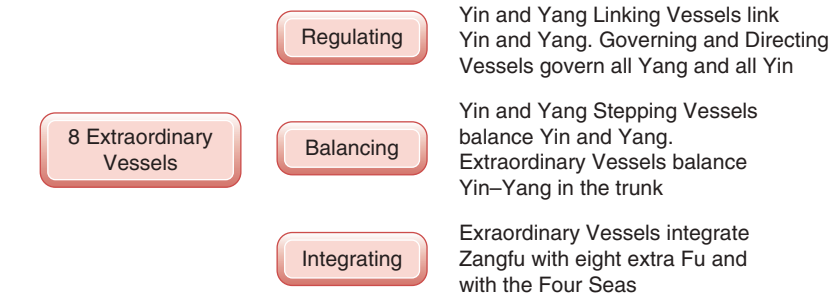 Regulating
Yin and Yang Linking Vessels link
Yin and Yang. Governing and Directing
Vessels govern all Yang and all Yin
8 Extraordinary
Vessels
Balancing
Yin and Yang Stepping Vessels
balance Yin and Yang.
Extraordinary Vessels balance
Yin–Yang in the trunk
Integrating
Exraordinary Vessels integrate
Zangfu with eight extra Fu and
with the Four Seas